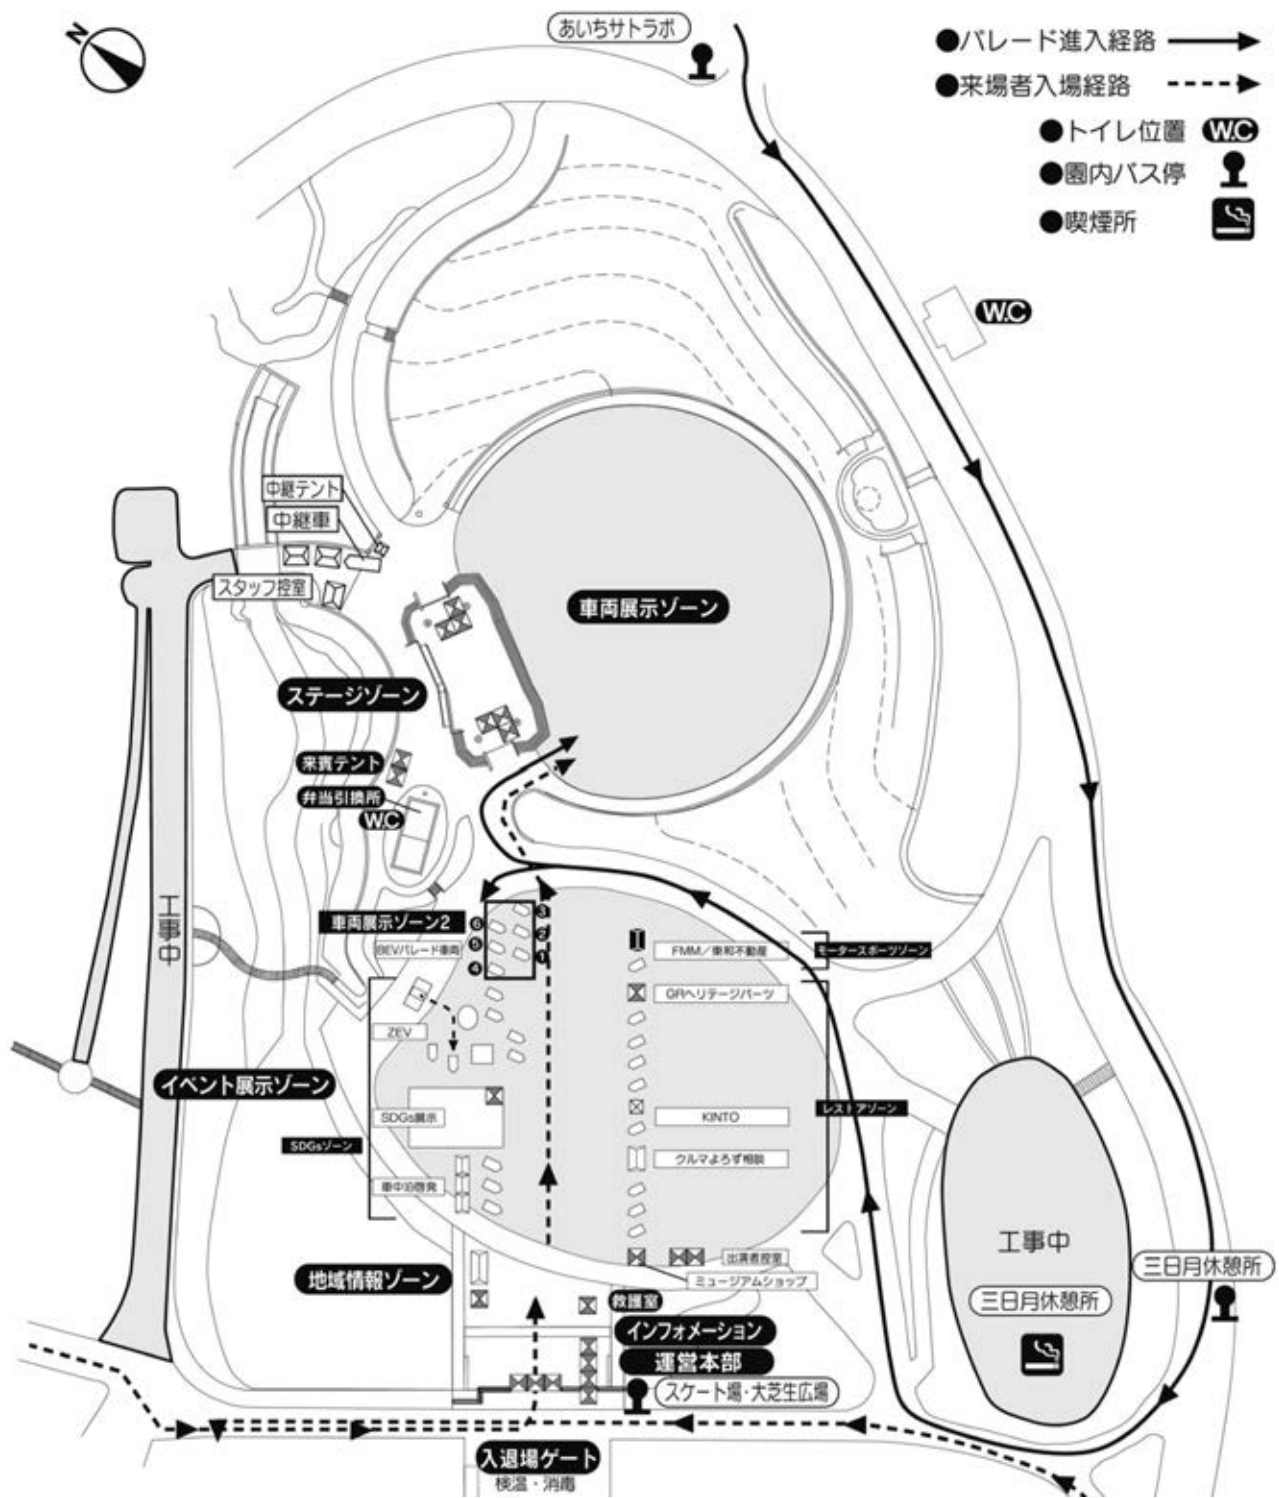 N
あいちサトラボ
●パレード進入経路
●来場者入場経路
●トイレ位置 W.C
●園内バス停
●喫煙所
W.C
中継テント
中継車
スタッフ控室
車両展示ゾーン
ステージゾーン
来賓テント
弁当引換所
W.C
工事中
車両展示ゾーン2
BEVパレード車両
❸
❻
❷
❺
❶
❹
FMM／東和不動産
モータースポーツゾーン
GRヘリテージパーツ
ZEV
イベント展示ゾーン
SDGs展示
KINTO
レストアゾーン
SDGsゾーン
クルマよろず相談
車中泊啓発
出演者控室
地域情報ゾーン
ミュージアムショップ
救護室
インフォメーション
運営本部
スケート場・大芝生広場
工事中
三日月休憩所
三日月休憩所
入退場ゲート
検温・消毒